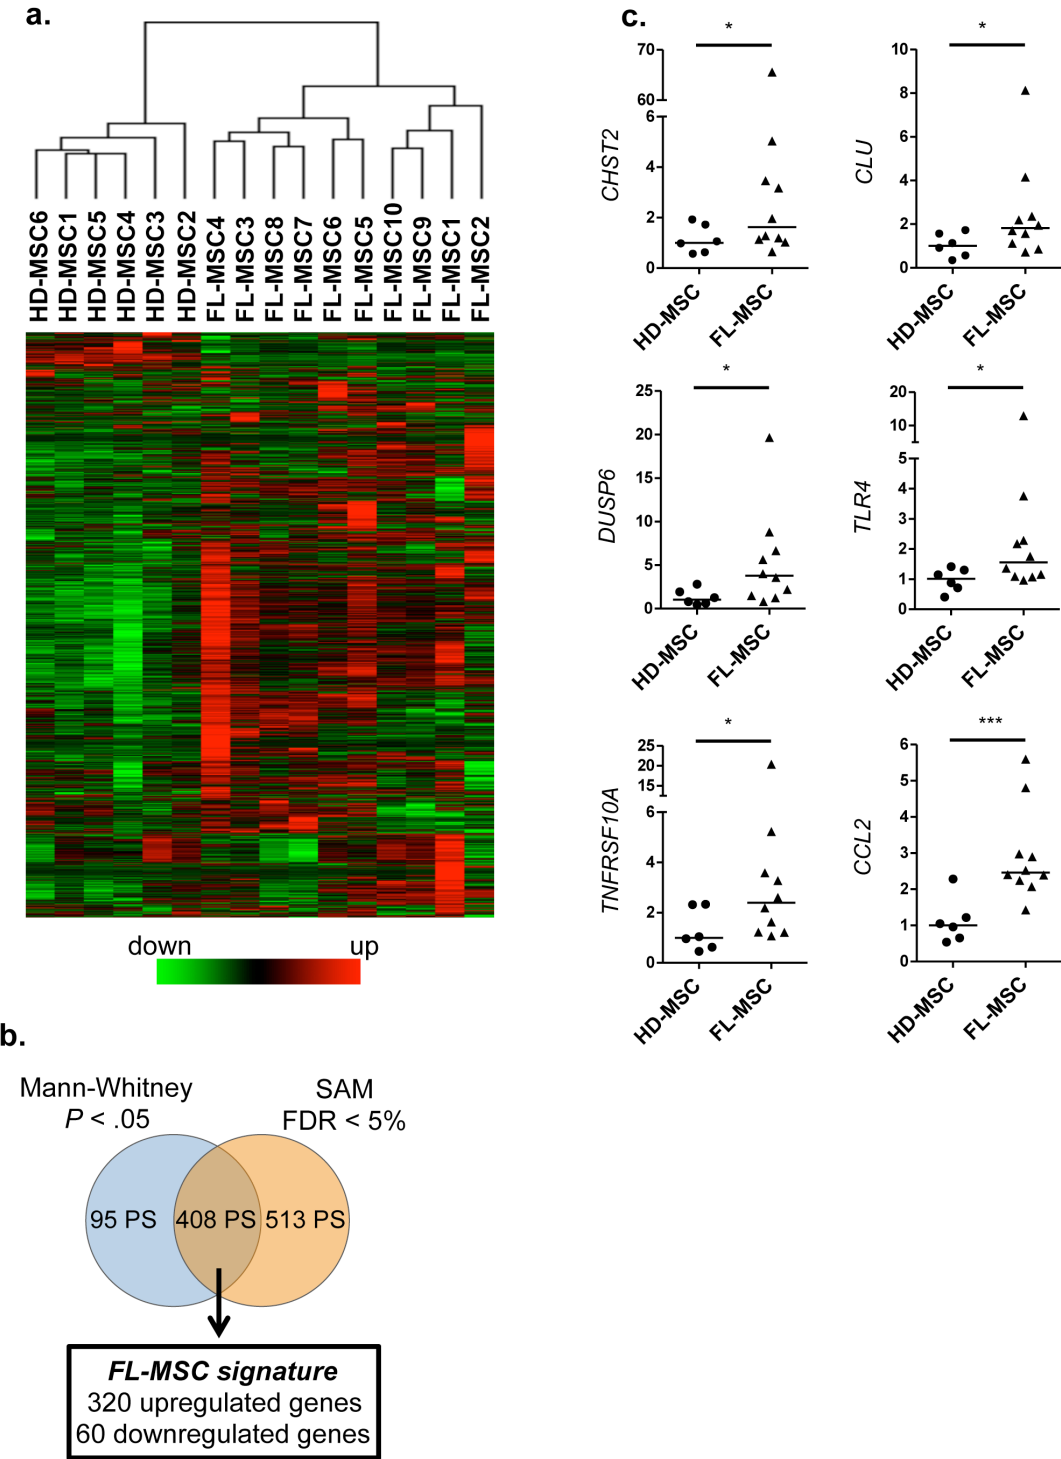 a.
HD-MSC6
HD-MSC1
HD-MSC5
HD-MSC4
HD-MSC3
HD-MSC2
FL-MSC4
FL-MSC3
FL-MSC8
FL-MSC7
FL-MSC6
FL-MSC5
FL-MSC10
FL-MSC9
FL-MSC1
FL-MSC2
down up
b.
Mann-Whitney
P < .05
SAM
FDR < 5%
95 PS
408 PS
513 PS
FL-MSC signature
320 upregulated genes
60 downregulated genes
c.
*
CHST2
70
60
6
4
2
0
HD-MSC
FL-MSC
*
CLU
10
8
6
4
2
0
HD-MSC
FL-MSC
*
DUSP6
25
20
15
10
5
0
HD-MSC
FL-MSC
*
TLR4
20
10
5
4
3
2
1
0
HD-MSC
FL-MSC
*
TNFRSF10A
25
20
15
6
4
2
0
HD-MSC
FL-MSC
***
CCL2
6
5
4
3
2
1
0
HD-MSC
FL-MSC